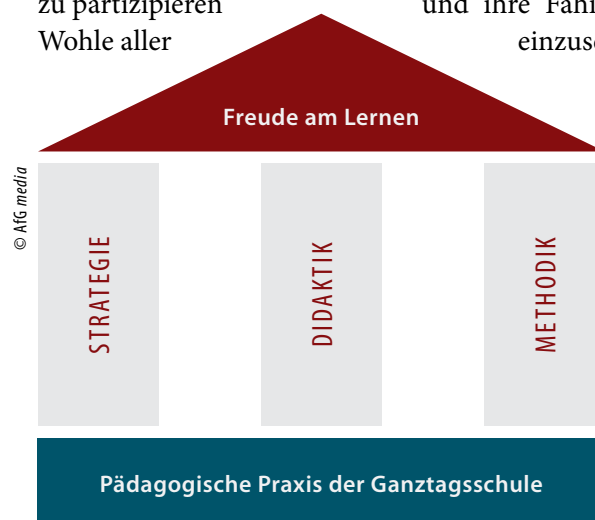 zu partizipieren
Wohle aller
und ihre
Freude am Lernen
© AfG media
STRATEGIE
DIDAKTIK
METHODIK
Pädagogische Praxis der Ganztagsschule